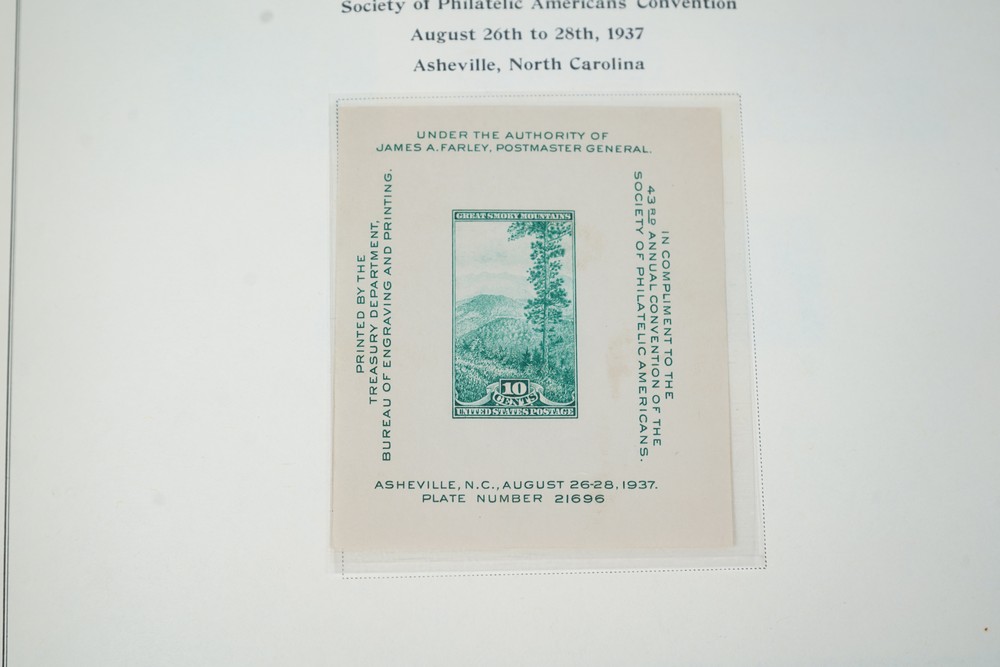 Society of Philatelic Americans Convention
August 26th to 28th, 1937
Asheville, North Carolina
UNDER THE AUTHORITY OF
JAMES A. FARLEY, POSTMASTER GENERAL.
PRINTED BY THE
TREASURY DEPARTMENT,
BUREAU OF ENGRAVING AND PRINTING.
GREAT SMOKY MOUNTAINS
10
CENTS
UNITED STATES POSTAGE
IN COMPLIMENT TO THE
43RD ANNUAL CONVENTION OF THE
SOCIETY OF PHILATELIC AMERICANS.
ASHEVILLE, N.C., AUGUST 26-28, 1937.
PLATE NUMBER 21696